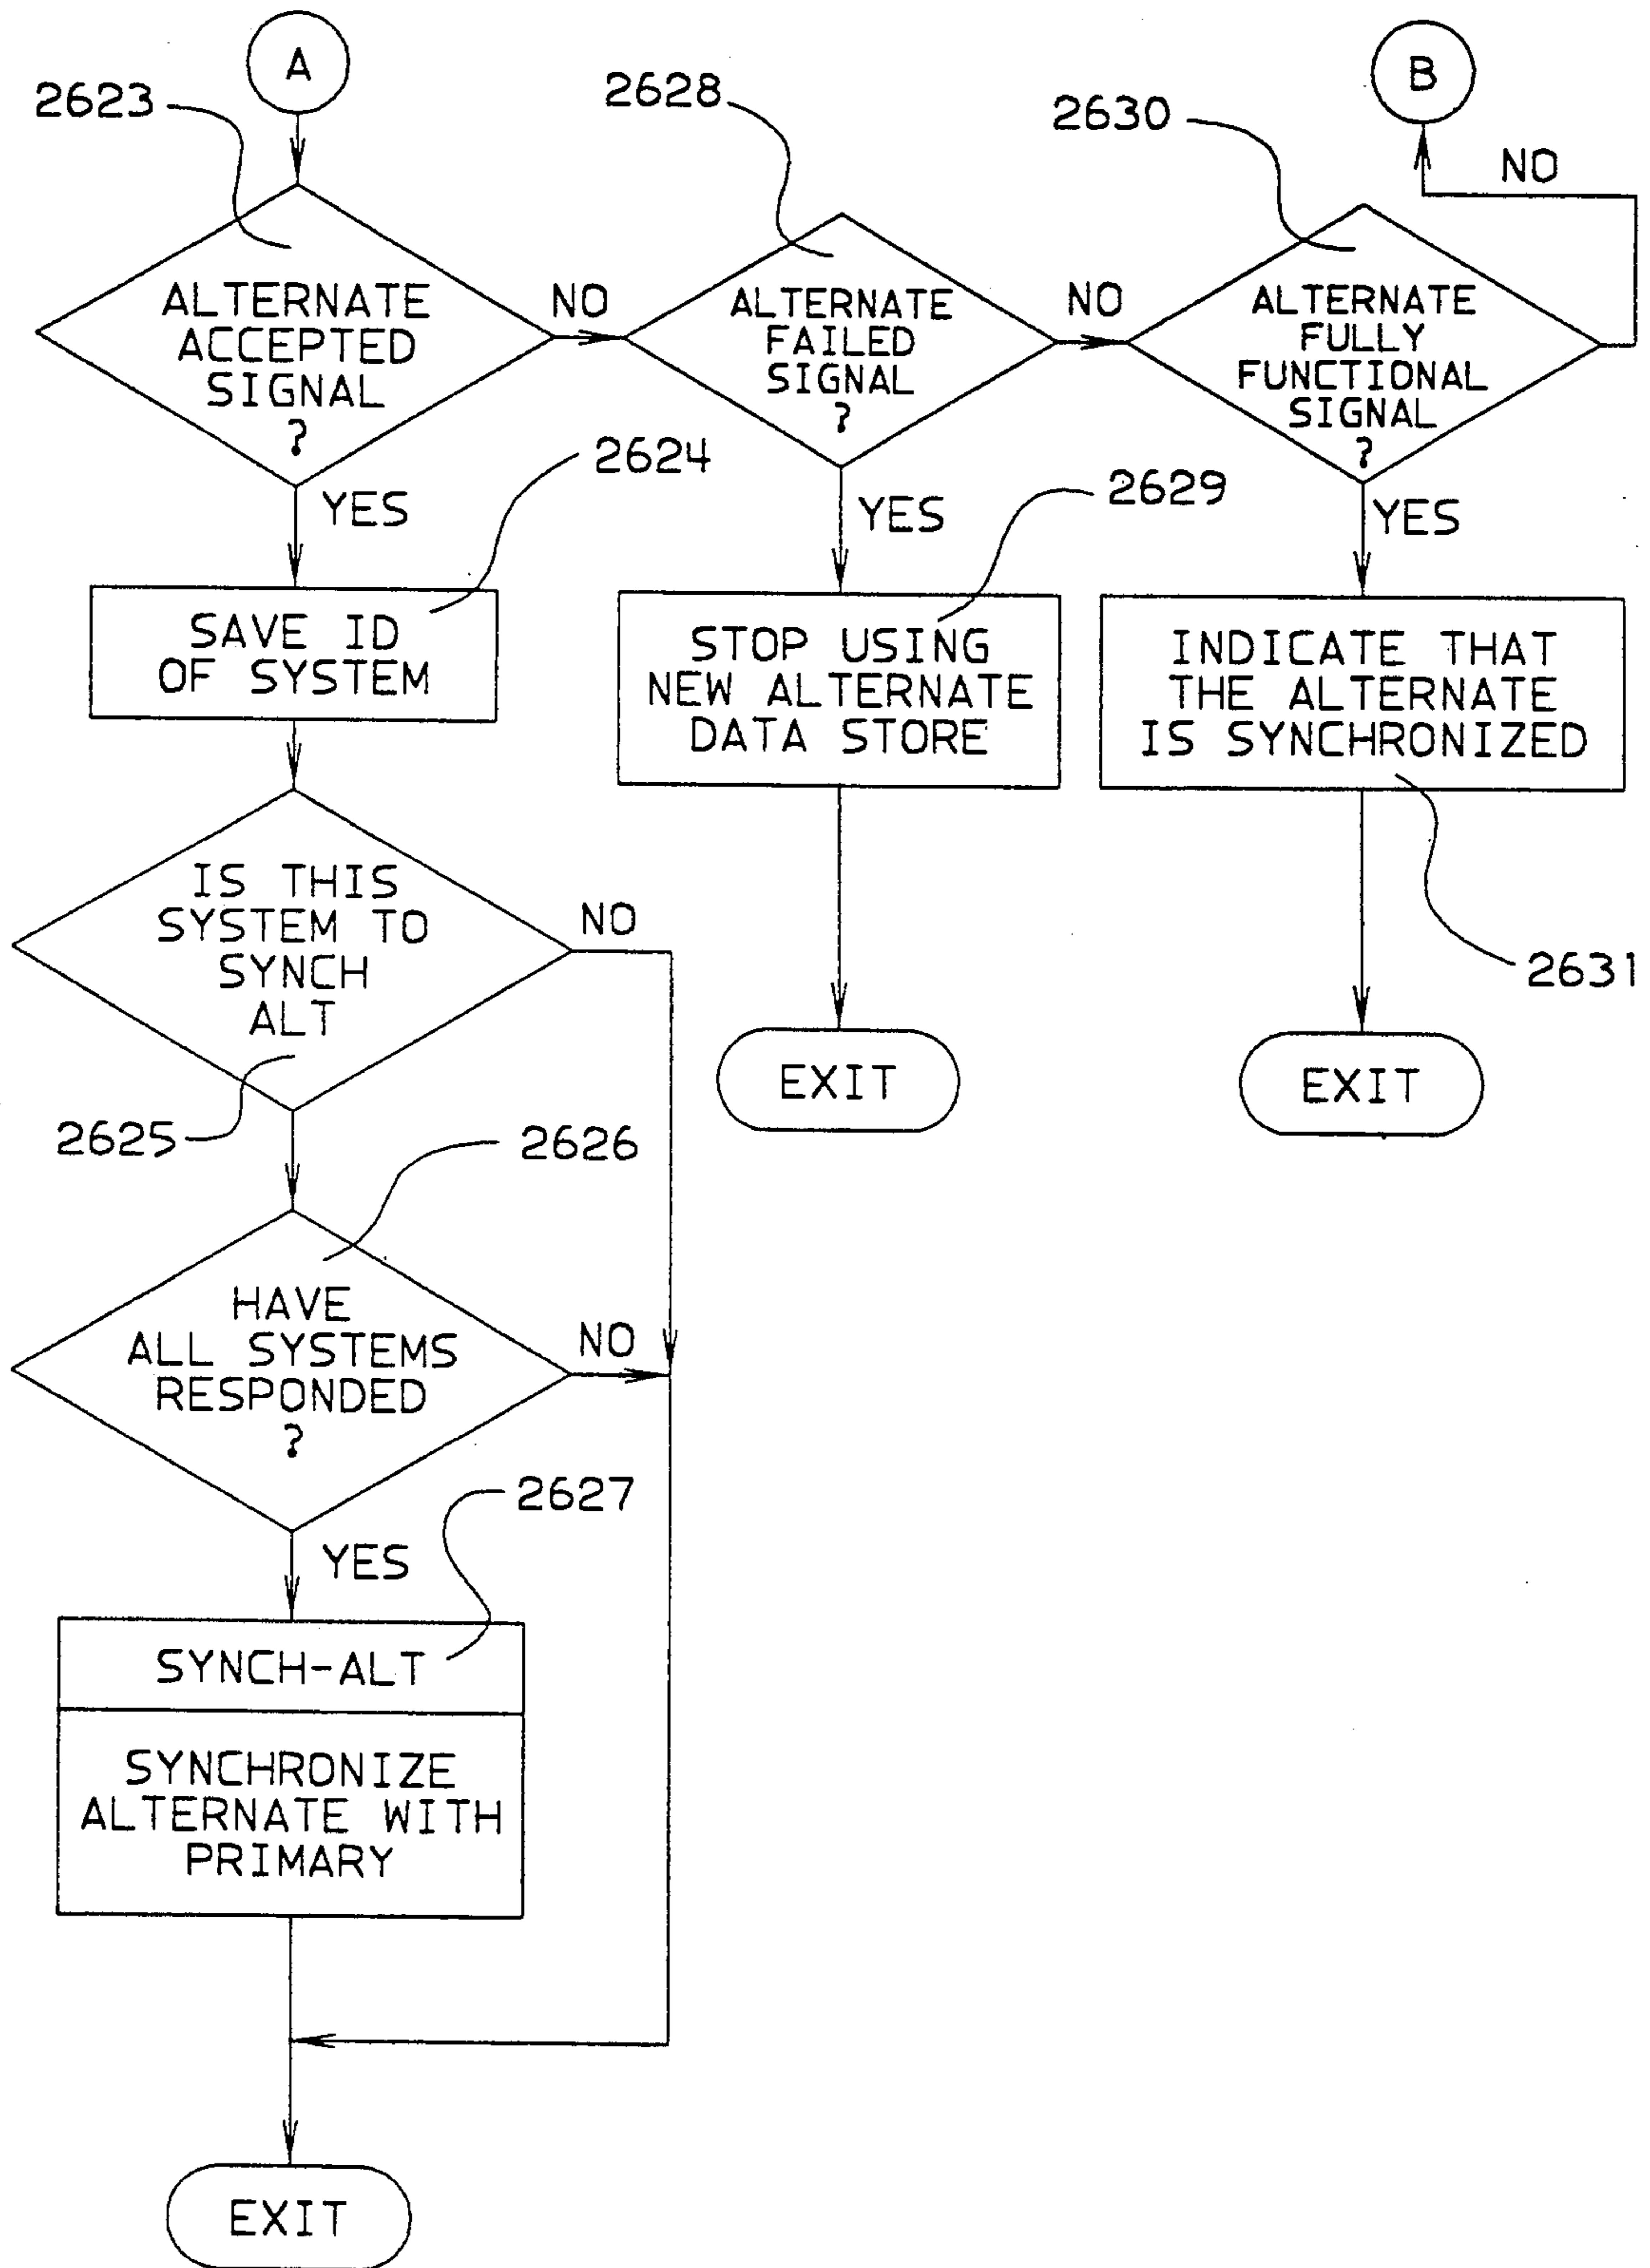 A
B
2623
2628
2630
NO
ALTERNATE
ACCEPTED
SIGNAL
?
NO
ALTERNATE
FAILED
SIGNAL
?
NO
ALTERNATE
FULLY
FUNCTIONAL
SIGNAL
?
YES
2624
YES
2629
YES
SAVE ID
OF SYSTEM
STOP USING
NEW ALTERNATE
DATA STORE
INDICATE THAT
THE ALTERNATE
IS SYNCHRONIZED
2631
IS THIS
SYSTEM TO
SYNCH
ALT
NO
EXIT
EXIT
2625
2626
HAVE
ALL SYSTEMS
RESPONDED
?
NO
2627
YES
SYNCH-ALT
SYNCHRONIZE
ALTERNATE WITH
PRIMARY
EXIT